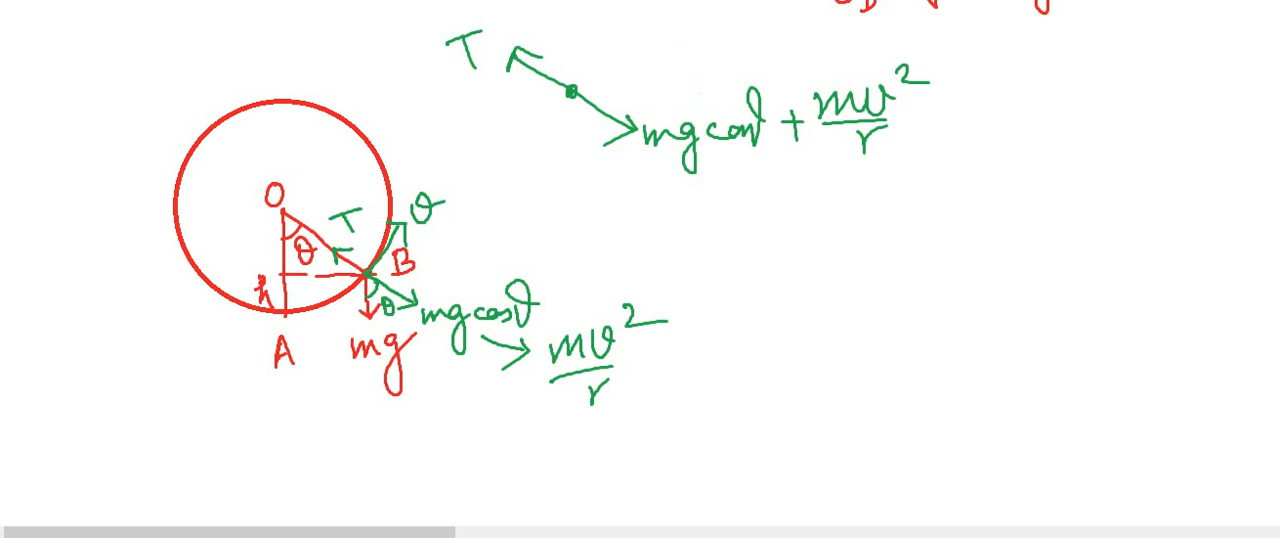 T
mg cosθ + mv²/r
O
T
θ
v
B
h
θ
mg cosθ
A
mg
mv²/r